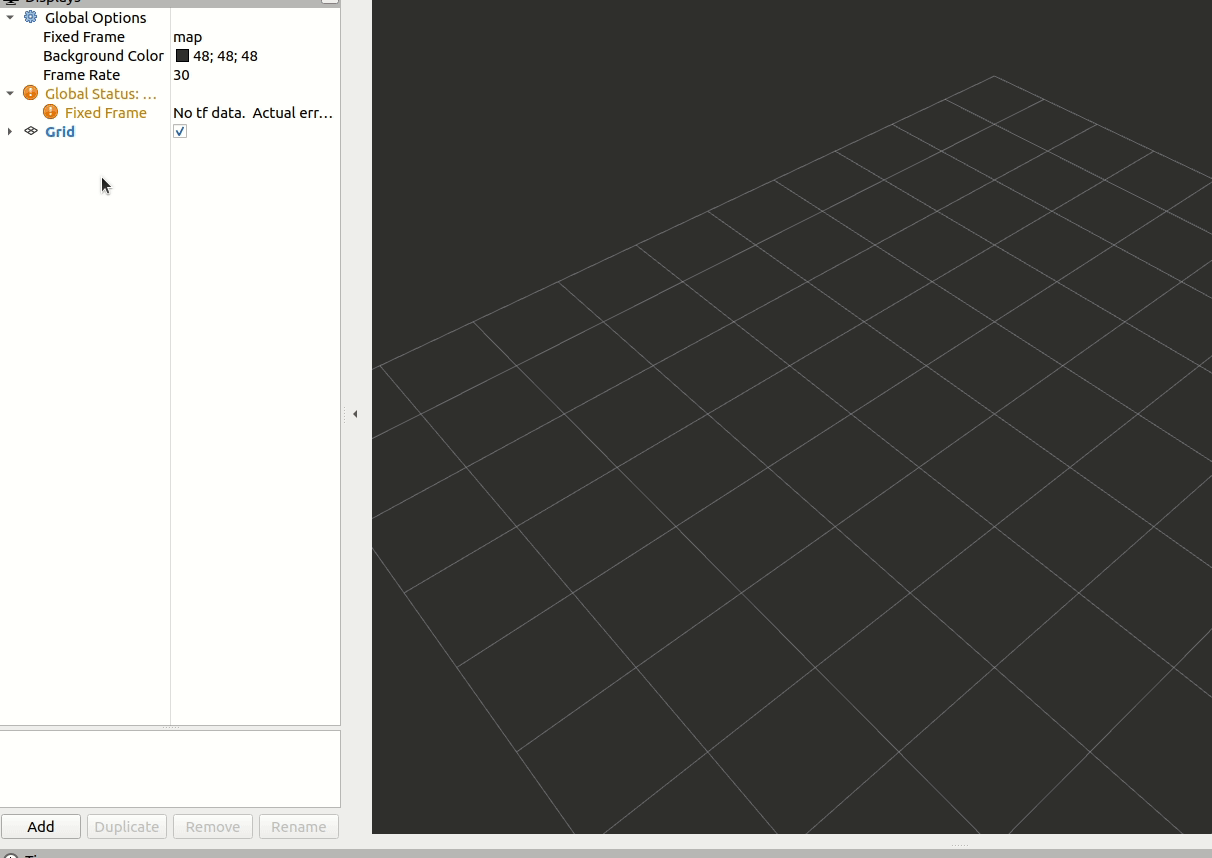 Displays
Global Options
Fixed Frame map
Background Color 48; 48; 48
Frame Rate 30
Global Status: ...
Fixed Frame No tf data.  Actual err...
Grid
Add Duplicate Remove Rename